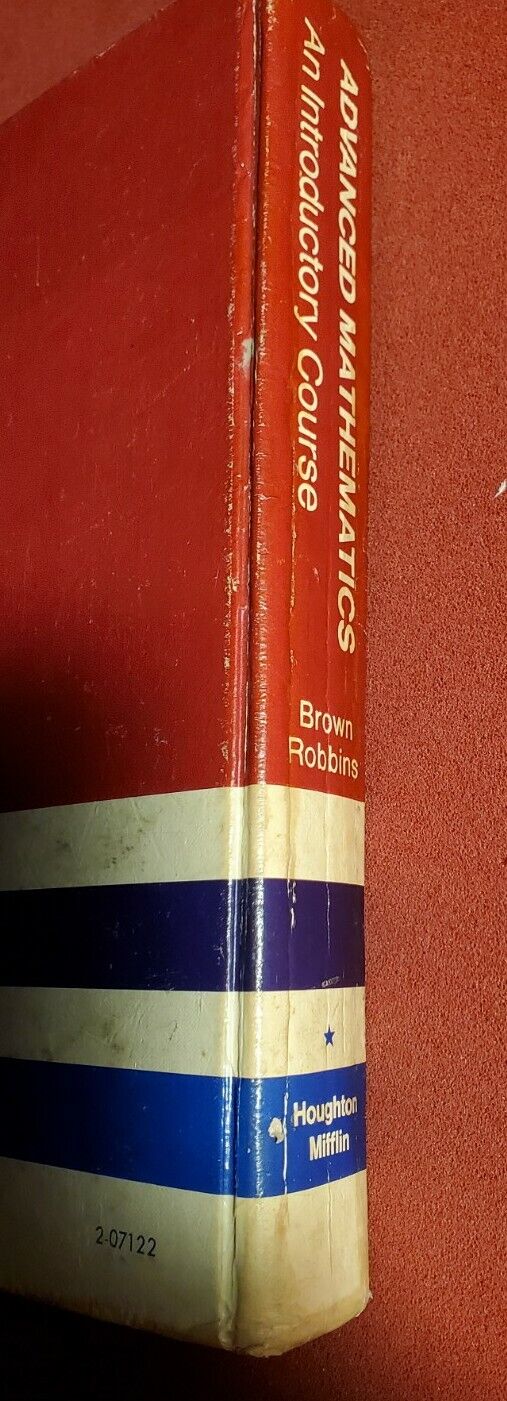 ADVANCED MATHEMATICS
An Introductory Course
Brown
Robbins
Houghton
Mifflin
2-07122